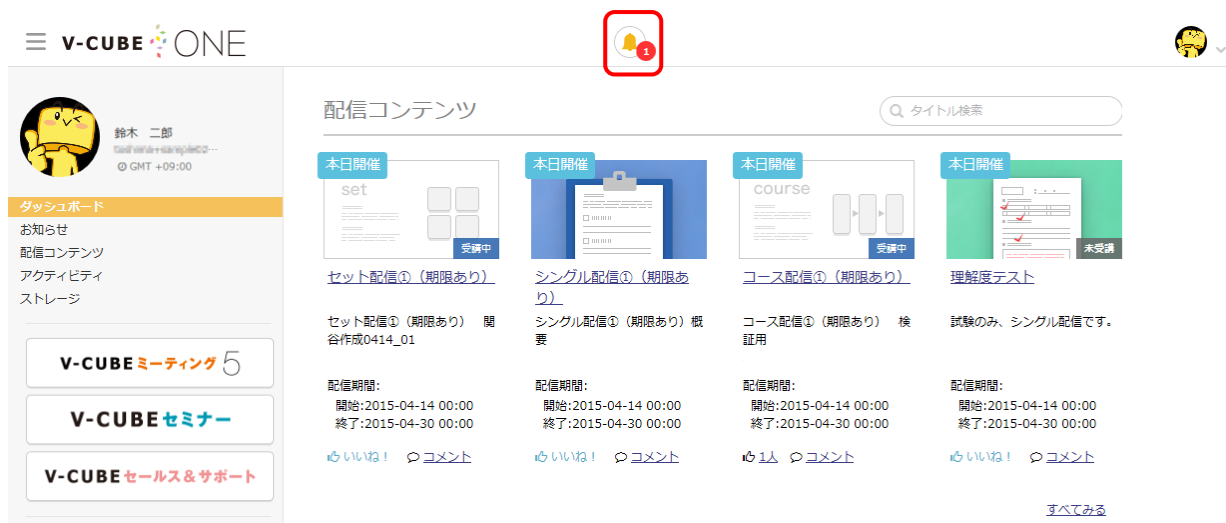 V-CUBE ONE
1
鈴木 二郎
GMT +09:00
ダッシュボード
お知らせ
配信コンテンツ
アクティビティ
ストレージ
V-CUBE ミーティング 5
V-CUBE セミナー
V-CUBE セールス&サポート
配信コンテンツ
タイトル検索
本日開催
set
受講中
セット配信①（期限あり）
セット配信①（期限あり） 関
谷作成0414_01
配信期間:
開始:2015-04-14 00:00
終了:2015-04-30 00:00
いいね！ コメント
本日開催
シングル配信①（期限あ
り）
シングル配信①（期限あり）概
要
配信期間:
開始:2015-04-14 00:00
終了:2015-04-30 00:00
いいね！ コメント
本日開催
course
受講中
コース配信①（期限あり）
コース配信①（期限あり） 検
証用
配信期間:
開始:2015-04-14 00:00
終了:2015-04-30 00:00
1人 コメント
本日開催
未受講
理解度テスト
試験のみ、シングル配信です。
配信期間:
開始:2015-04-14 00:00
終了:2015-04-30 00:00
いいね！ コメント
すべてみる